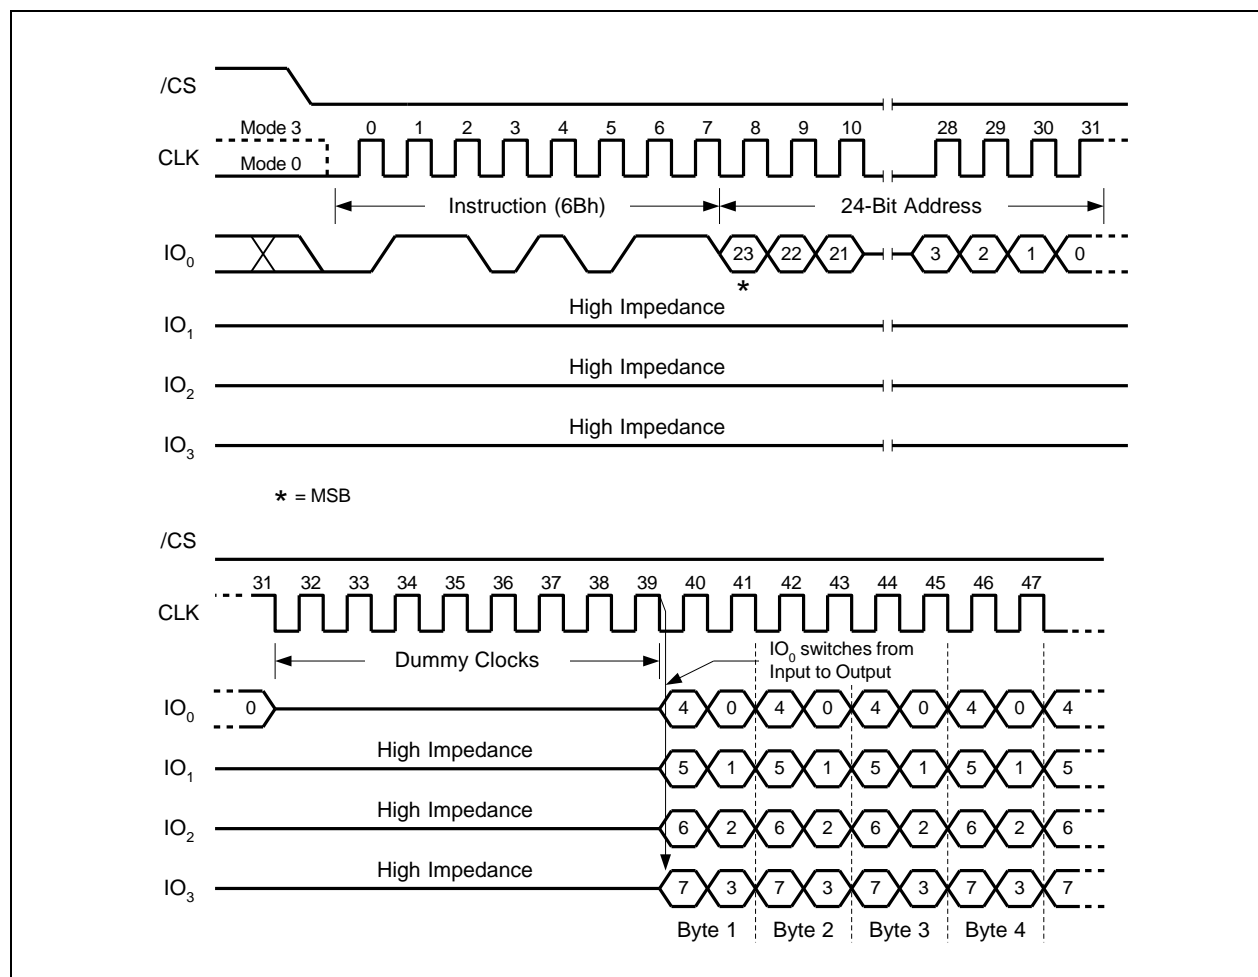 /CS
Mode 3 0 1 2 3 4 5 6 7 8 9 10 28 29 30 31
CLK
Mode 0
Instruction (6Bh) 24-Bit Address
IO0 23 22 21 3 2 1 0
*
High Impedance
IO1
High Impedance
IO2
High Impedance
IO3
* = MSB
/CS
31 32 33 34 35 36 37 38 39 40 41 42 43 44 45 46 47
CLK
Dummy Clocks
IO0 switches from
Input to Output
IO0 0 4 0 4 0 4 0 4 0 4
High Impedance
IO1 5 1 5 1 5 1 5 1 5
High Impedance
IO2 6 2 6 2 6 2 6 2 6
High Impedance
IO3 7 3 7 3 7 3 7 3 7
Byte 1 Byte 2 Byte 3 Byte 4